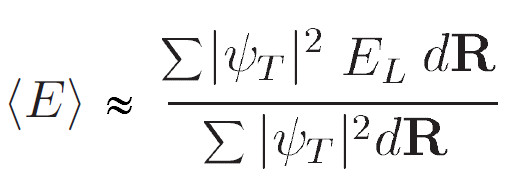 ⟨E⟩ ≈ ∑|ψ_T|² E_L d𝐑 / ∑ |ψ_T|² d𝐑